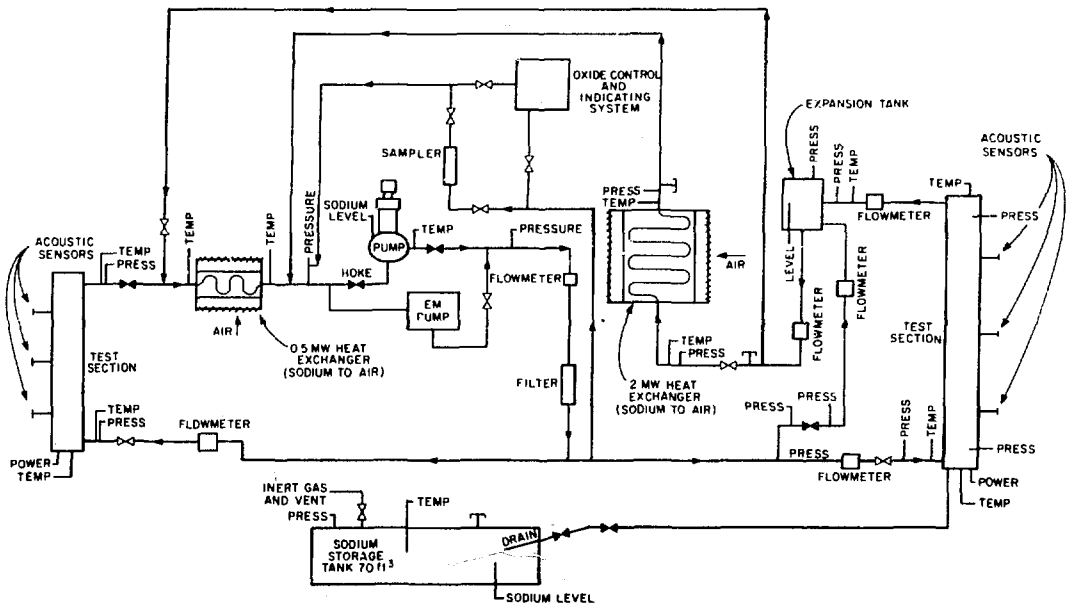 OXIDE CONTROL
AND
INDICATING
SYSTEM
EXPANSION TANK
PRESS
PRESS
TEMP
ACOUSTIC
SENSORS
TEMP
PRESS
FLOWMETER
SAMPLER
SODIUM
LEVEL
PUMP
TEMP
PRESSURE
PRESSURE
HOKE
FLOWMETER
EM
PUMP
PRESS
TEMP
AIR
LEVEL
FLOWMETER
FLOWMETER
ACOUSTIC
SENSORS
TEMP
PRESS
TEMP
TEMP
AIR
0.5 MW HEAT
EXCHANGER
(SODIUM TO AIR)
TEST
SECTION
TEST
SECTION
TEMP
PRESS
FILTER
2 MW HEAT
EXCHANGER
(SODIUM TO AIR)
PRESS
PRESS
PRESS
TEMP
TEMP
PRESS
FLOWMETER
PRESS
FLOWMETER
PRESS
POWER
TEMP
POWER
TEMP
INERT GAS
AND VENT
PRESS
TEMP
DRAIN
SODIUM
STORAGE
TANK 70 ft³
SODIUM LEVEL